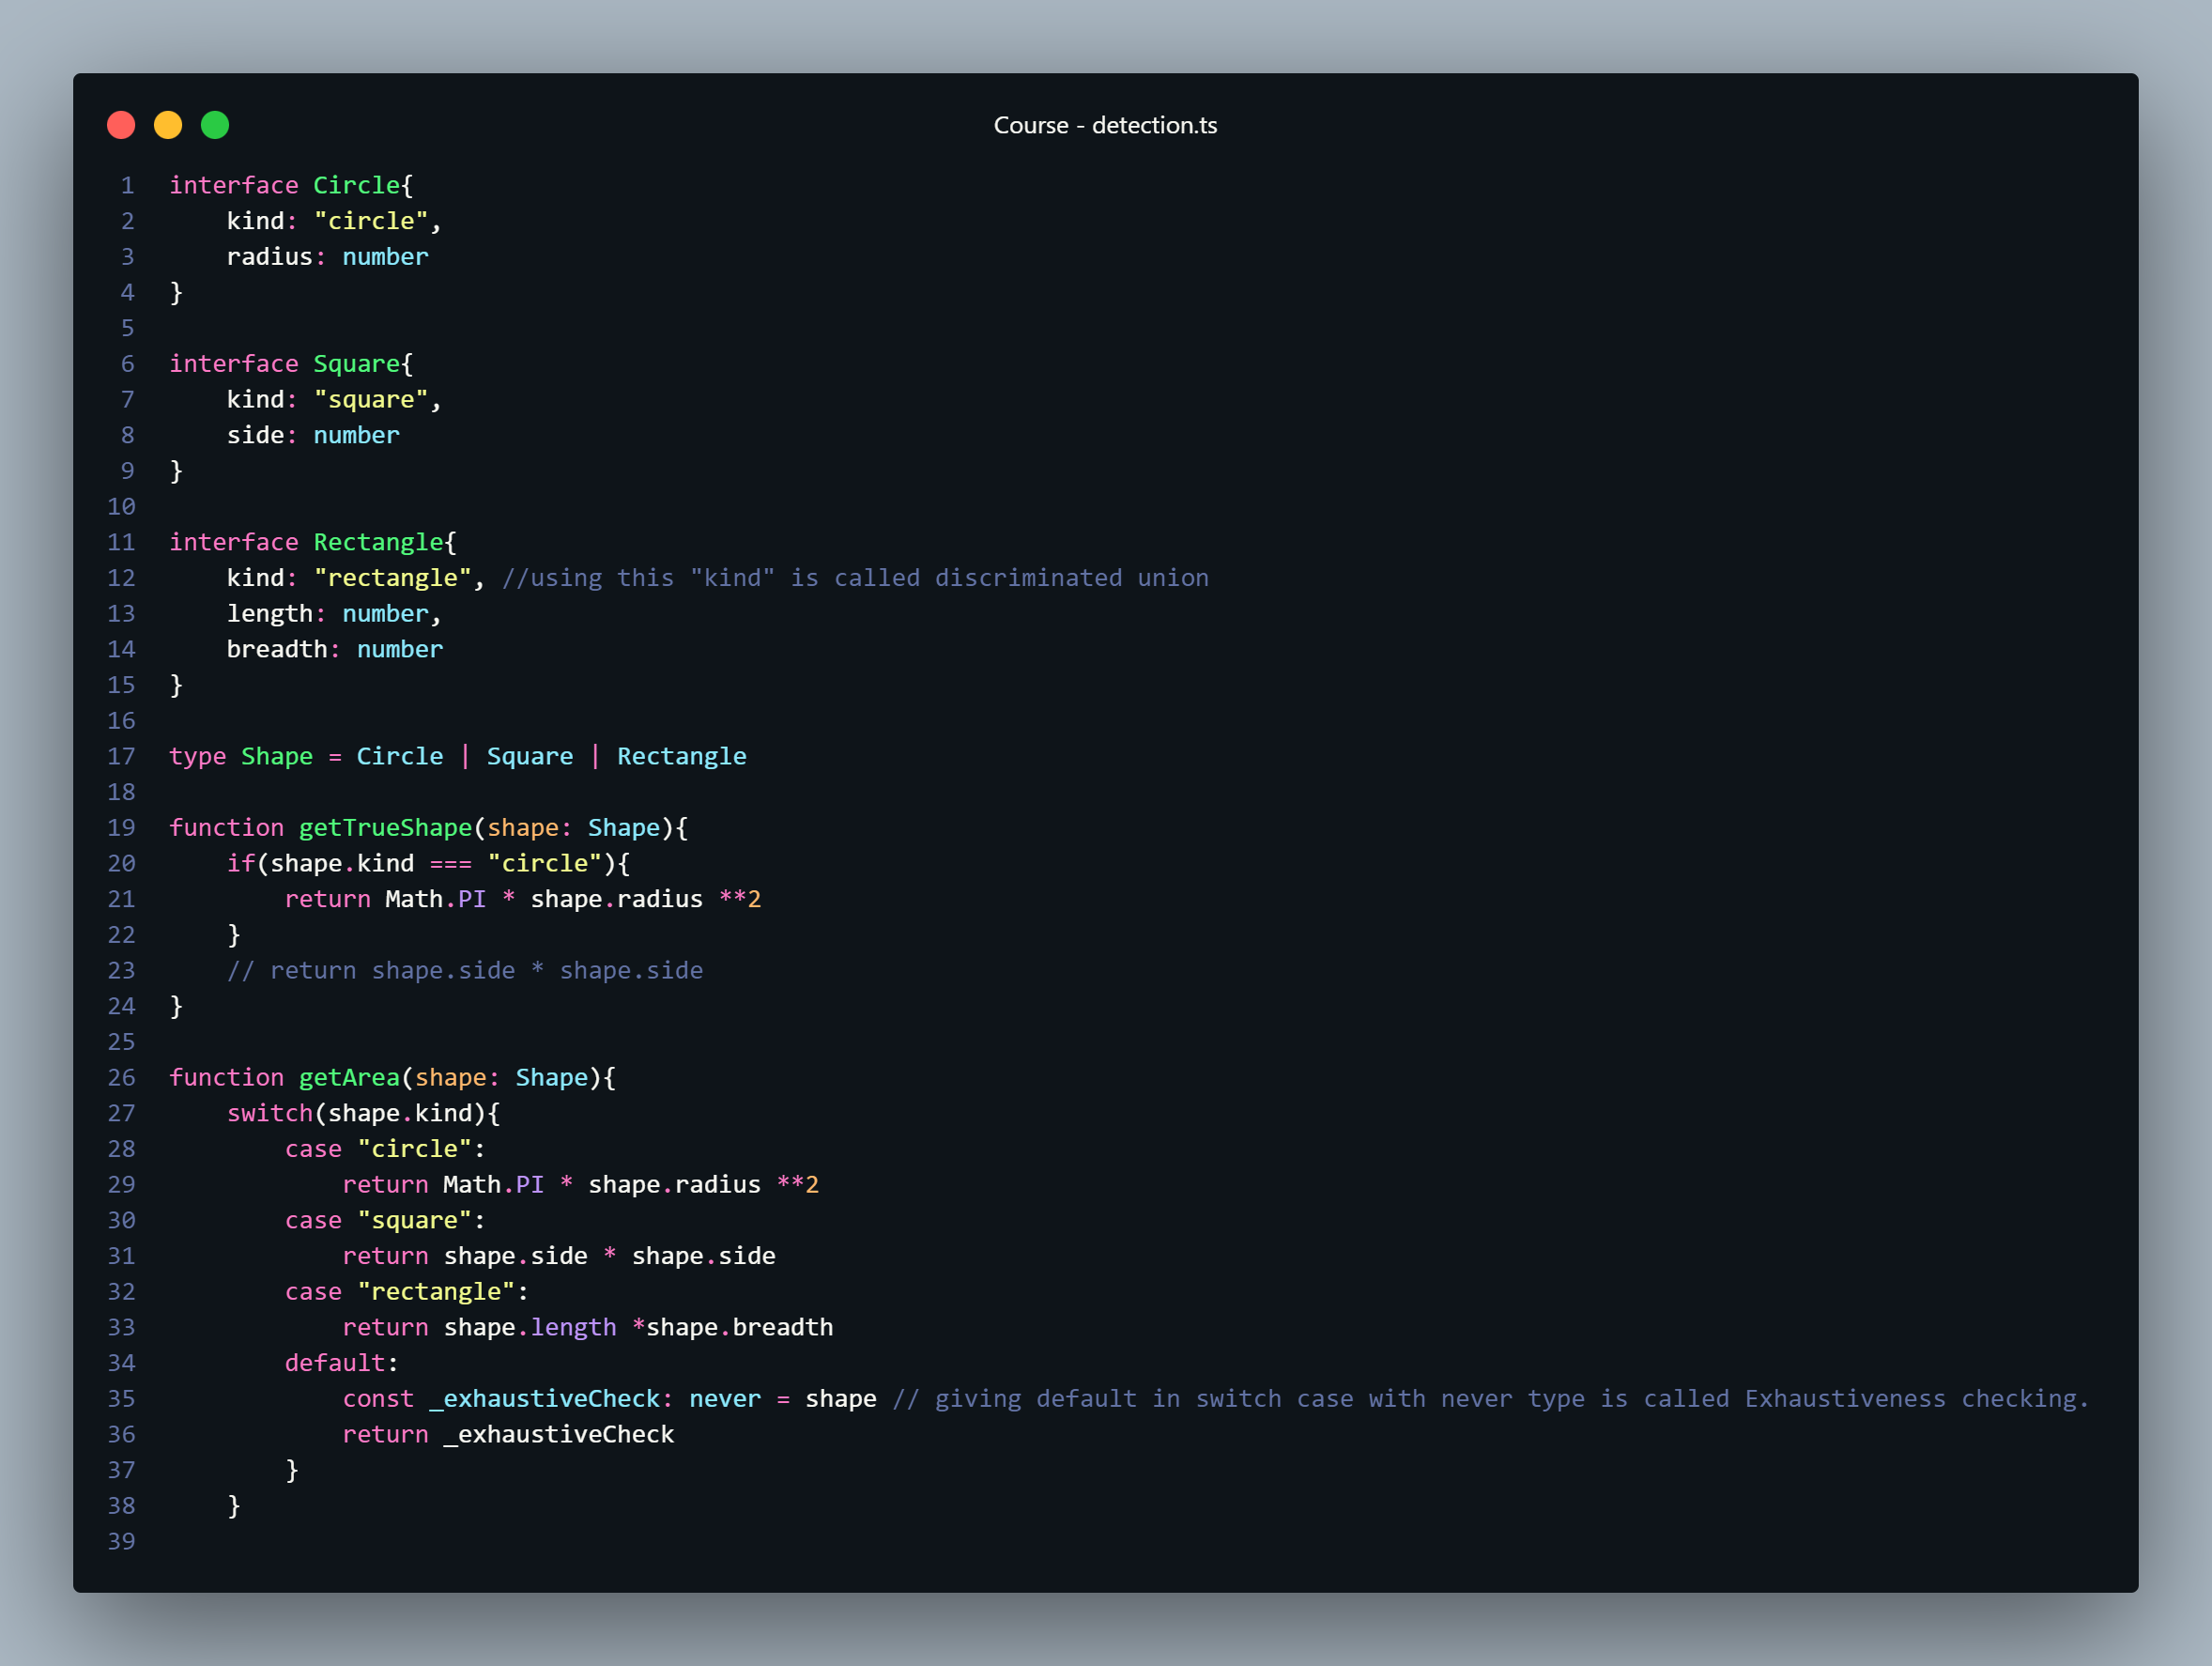 Course - detection.ts
1 interface Circle{
2     kind: "circle",
3     radius: number
4 }
5
6 interface Square{
7     kind: "square",
8     side: number
9 }
10
11 interface Rectangle{
12     kind: "rectangle", //using this "kind" is called discriminated union
13     length: number,
14     breadth: number
15 }
16
17 type Shape = Circle | Square | Rectangle
18
19 function getTrueShape(shape: Shape){
20     if(shape.kind === "circle"){
21         return Math.PI * shape.radius **2
22     }
23     // return shape.side * shape.side
24 }
25
26 function getArea(shape: Shape){
27     switch(shape.kind){
28         case "circle":
29             return Math.PI * shape.radius **2
30         case "square":
31             return shape.side * shape.side
32         case "rectangle":
33             return shape.length *shape.breadth
34         default:
35             const _exhaustiveCheck: never = shape // giving default in switch case with never type is called Exhaustiveness checking.
36             return _exhaustiveCheck
37         }
38     }
39